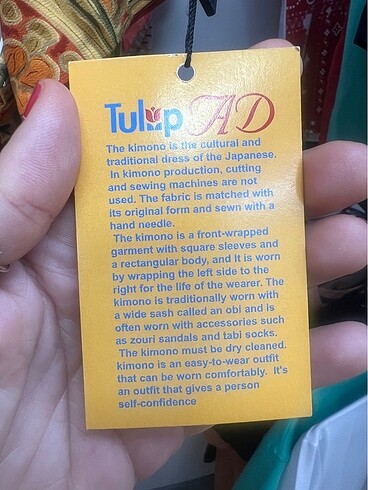 Tulip AD
The kimono is the cultural and
traditional dress of the Japanese.
In kimono production, cutting
and sewing machines are not
used. The fabric is matched with
its original form and sewn with a
hand needle.
The kimono is a front-wrapped
garment with square sleeves and
a rectangular body, and it is worn
by wrapping the left side to the
right for the life of the wearer. The
kimono is traditionally worn with
a wide sash called an obi and is
often worn with accessories such
as zouri sandals and tabi socks.
The kimono must be dry cleaned.
kimono is an easy-to-wear outfit
that can be worn comfortably. It's
an outfit that gives a person
self-confidence